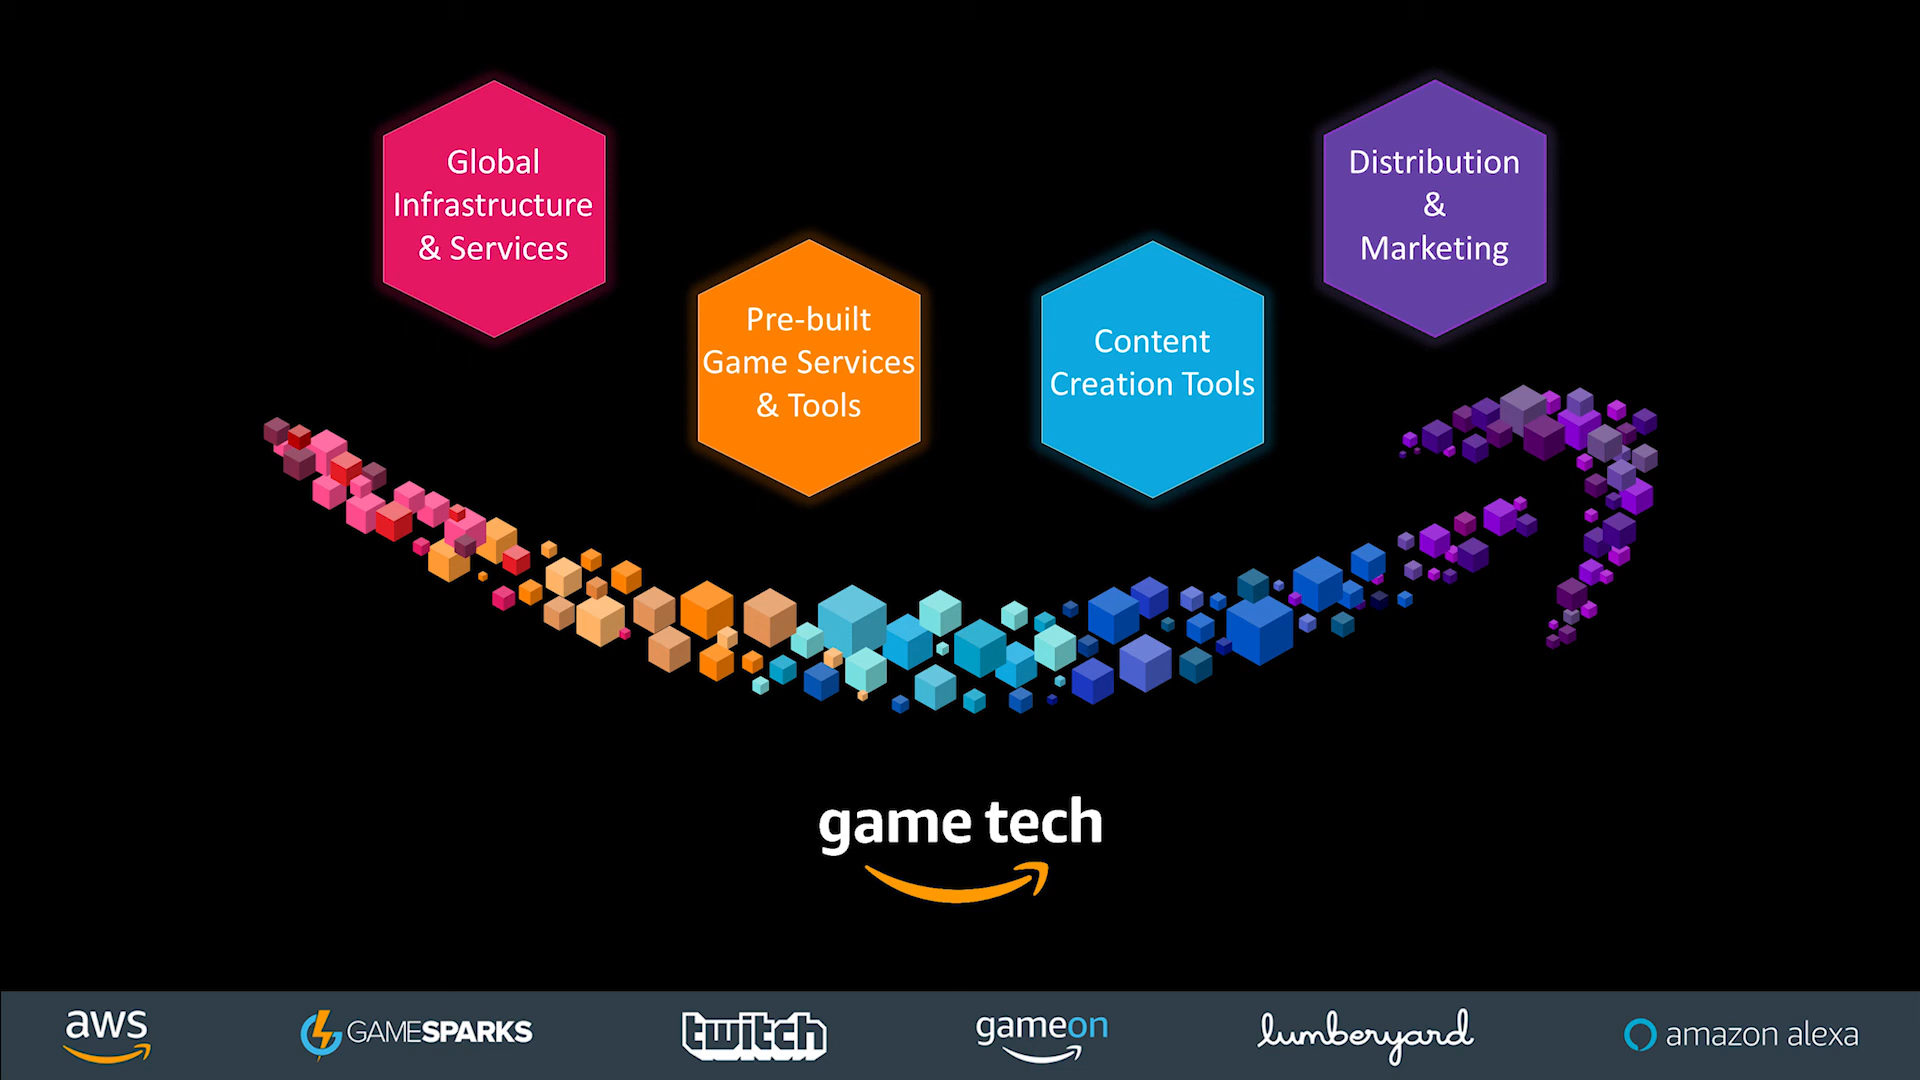 Global
Infrastructure
& Services
Pre-built
Game Services
& Tools
Content
Creation Tools
Distribution
&
Marketing
game tech
aws
GAMESPARKS
twitch
gameon
lumberyard
amazon alexa